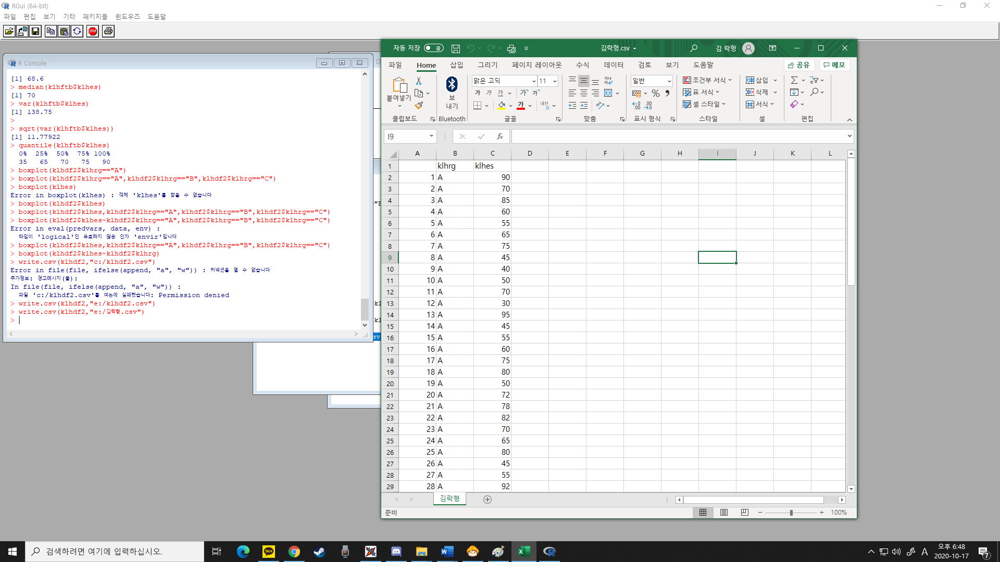 RGui (64-bit)
파일 편집 보기 기타 패키지들 윈도우즈 도움말
STOP
R Console
[1] 68.6
> median(klhftb$klhes)
[1] 70
> var(klhftb$klhes)
[1] 138.75
>
> sqrt(var(klhftb$klhes))
[1] 11.77922
> quantile(klhftb$klhes)
0% 25% 50% 75% 100%
35 65 70 75 90
> boxplot(klhdf2$klhrg=="A")
> boxplot(klhdf2$klhrg=="A",klhdf2$klhrg=="B",klhdf2$klhrg=="C")
> boxplot(klhes)
Error in boxplot(klhes) : 객체 'klhes'를 찾을 수 없습니다
> boxplot(klhdf2$klhes)
> boxplot(klhdf2$klhes,klhdf2$klhrg=="A",klhdf2$klhrg=="B",klhdf2$klhrg=="C")
> boxplot(klhdf2$klhes~klhdf2$klhrg=="A",klhdf2$klhrg=="B",klhdf2$klhrg=="C")
Error in eval(predvars, data, env) :
타입이 'logical'인 유효하지 않은 인자 'envir'입니다
> boxplot(klhdf2$klhes,klhdf2$klhrg=="A",klhdf2$klhrg=="B",klhdf2$klhrg=="C")
> boxplot(klhdf2$klhes~klhdf2$klhrg)
> write.csv(klhdf2,"c:/klhdf2.csv")
Error in file(file, ifelse(append, "a", "w")) : 커넥션을 열 수 없습니다
추가정보: 경고메시지(들):
In file(file, ifelse(append, "a", "w")) :
파일 'c:/klhdf2.csv'를 여는데 실패했습니다: Permission denied
> write.csv(klhdf2,"e:/klhdf2.csv")
> write.csv(klhdf2,"e:/김락형.csv")
>
D
="B
kl
kl
sv
자동 저장 끔 김락형.csv 김 락형
파일 Home 삽입 그리기 페이지 레이아웃 수식 데이터 검토 보기 도움말 공유 메모
붙여넣기
클립보드
보
내기
Bluetooth
맑은 고딕 11
가 가 가 가 가
가 내천
글꼴
가나
다라
맞춤
일반
% 9
표시 형식
조건부 서식
표 서식
셀 스타일
스타일
삽입
삭제
서식
셀
편집
I9 fx
A B C D E F G H I J K L
1 klhrg klhes
2 1 A 90
3 2 A 70
4 3 A 85
5 4 A 60
6 5 A 55
7 6 A 65
8 7 A 75
9 8 A 45
10 9 A 40
11 10 A 50
12 11 A 70
13 12 A 30
14 13 A 95
15 14 A 45
16 15 A 55
17 16 A 60
18 17 A 75
19 18 A 80
20 19 A 50
21 20 A 72
22 21 A 78
23 22 A 82
24 23 A 70
25 24 A 65
26 25 A 80
27 26 A 45
28 27 A 55
29 28 A 92
김락형
준비 100%
검색하려면 여기에 입력하십시오.
TALK
A 오후 6:48
2020-10-17
7